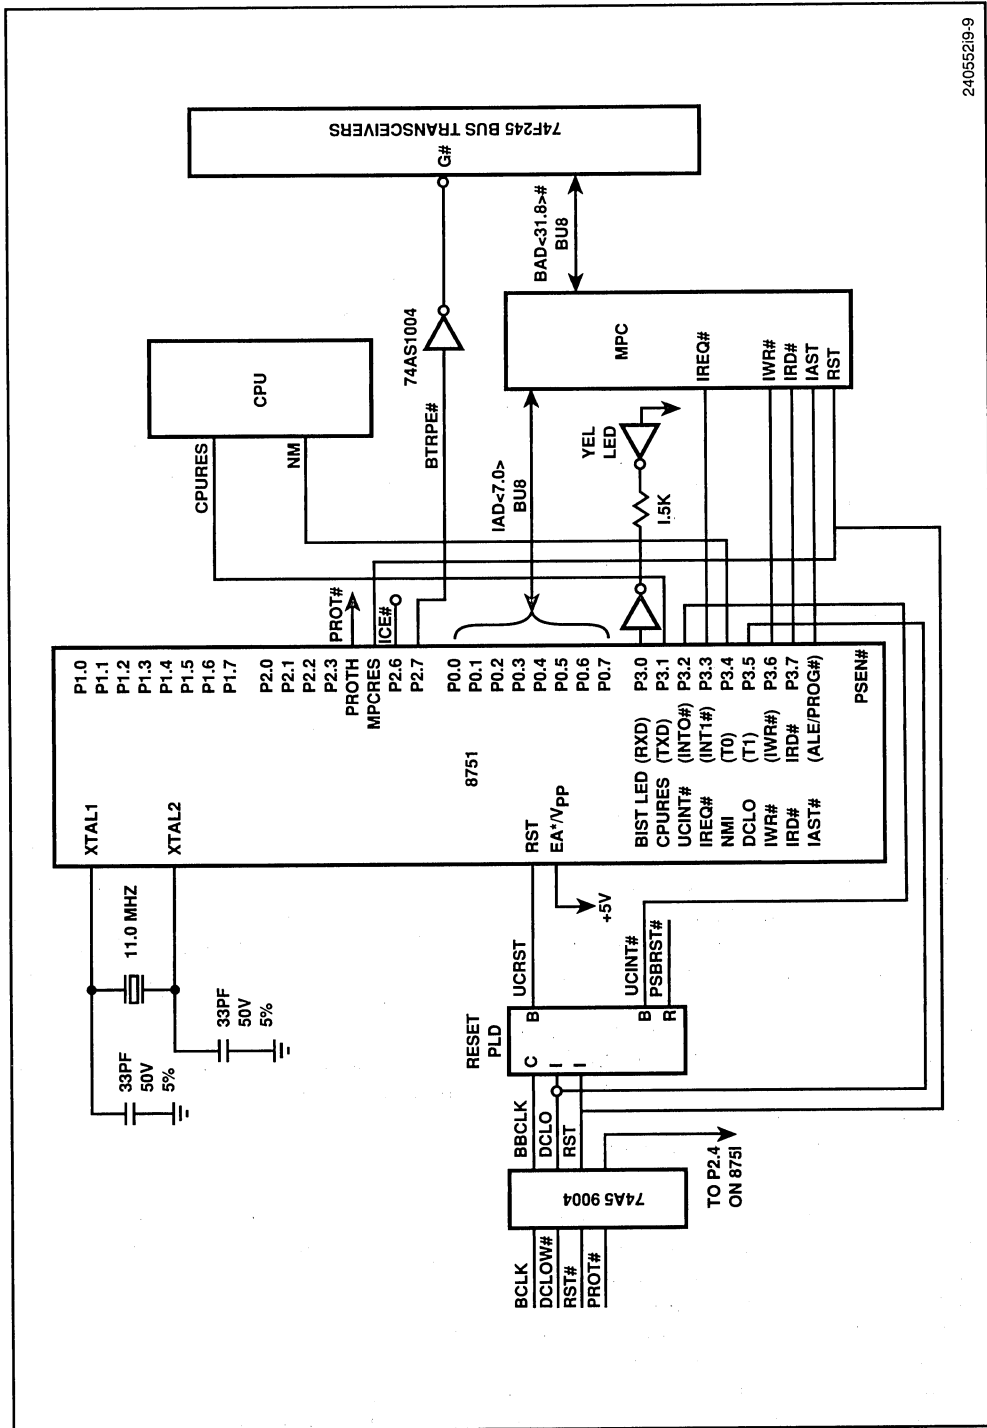 240552i9-9
74F245 BUS TRANSCEIVERS
G#
BAD<31.8>#
BU8
CPU
CPURES
NM
74AS1004
BTRPE#
MPC
IREQ#
IWR#
IRD#
IAST
RST
IAD<7.0>
BU8
YEL
LED
I.5K
PROT#
ICE#
P1.0
P1.1
P1.2
P1.3
P1.4
P1.5
P1.6
P1.7
P2.0
P2.1
P2.2
P2.3
PROTH
MPCRES
P2.6
P2.7
P0.0
P0.1
P0.2
P0.3
P0.4
P0.5
P0.6
P0.7
XTAL1
XTAL2
8751
RST
EA*/VPP
BIST LED (RXD) P3.0
CPURES (TXD) P3.1
UCINT# (INTO#) P3.2
IREQ# (INT1#) P3.3
NMI (T0) P3.4
DCLO (T1) P3.5
IWR# (IWR#) P3.6
IRD# IRD# P3.7
IAST# (ALE/PROG#)
PSEN#
11.0 MHZ
33PF
50V
5%
33PF
50V
5%
+5V
UCRST
UCINT#
PSBRST#
RESET
PLD
C
I
I
B
B
R
BBCLK
DCLO
RST
74A5 9004
TO P2.4
ON 875I
BCLK
DCLOW#
RST#
PROT#